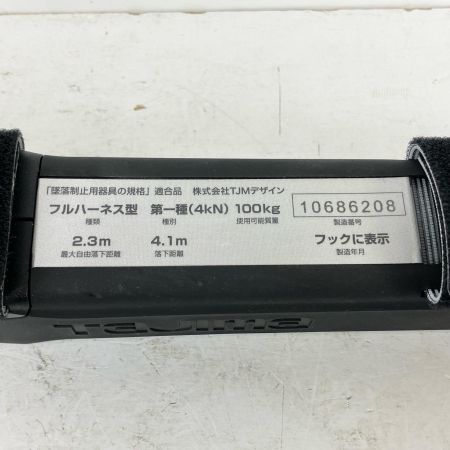 「墜落制止用器具の規格」適合品 株式会社TJMデザイン
フルハーネス型 第一種(4kN) 100kg 10686208
種類 種別 使用可能質量 製造番号
2.3m 4.1m フックに表示
最大自由落下距離 落下距離 製造年月
TAJIMA